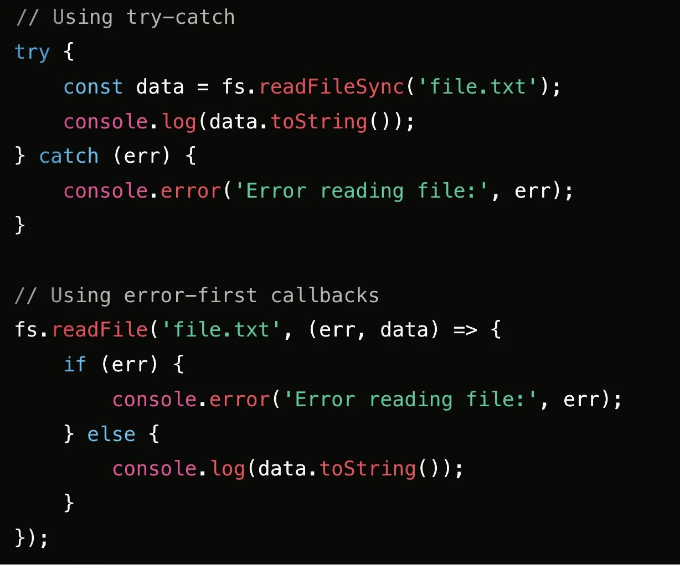 // Using try-catch
try {
    const data = fs.readFileSync('file.txt');
    console.log(data.toString());
} catch (err) {
    console.error('Error reading file:', err);
}

// Using error-first callbacks
fs.readFile('file.txt', (err, data) => {
    if (err) {
        console.error('Error reading file:', err);
    } else {
        console.log(data.toString());
    }
});